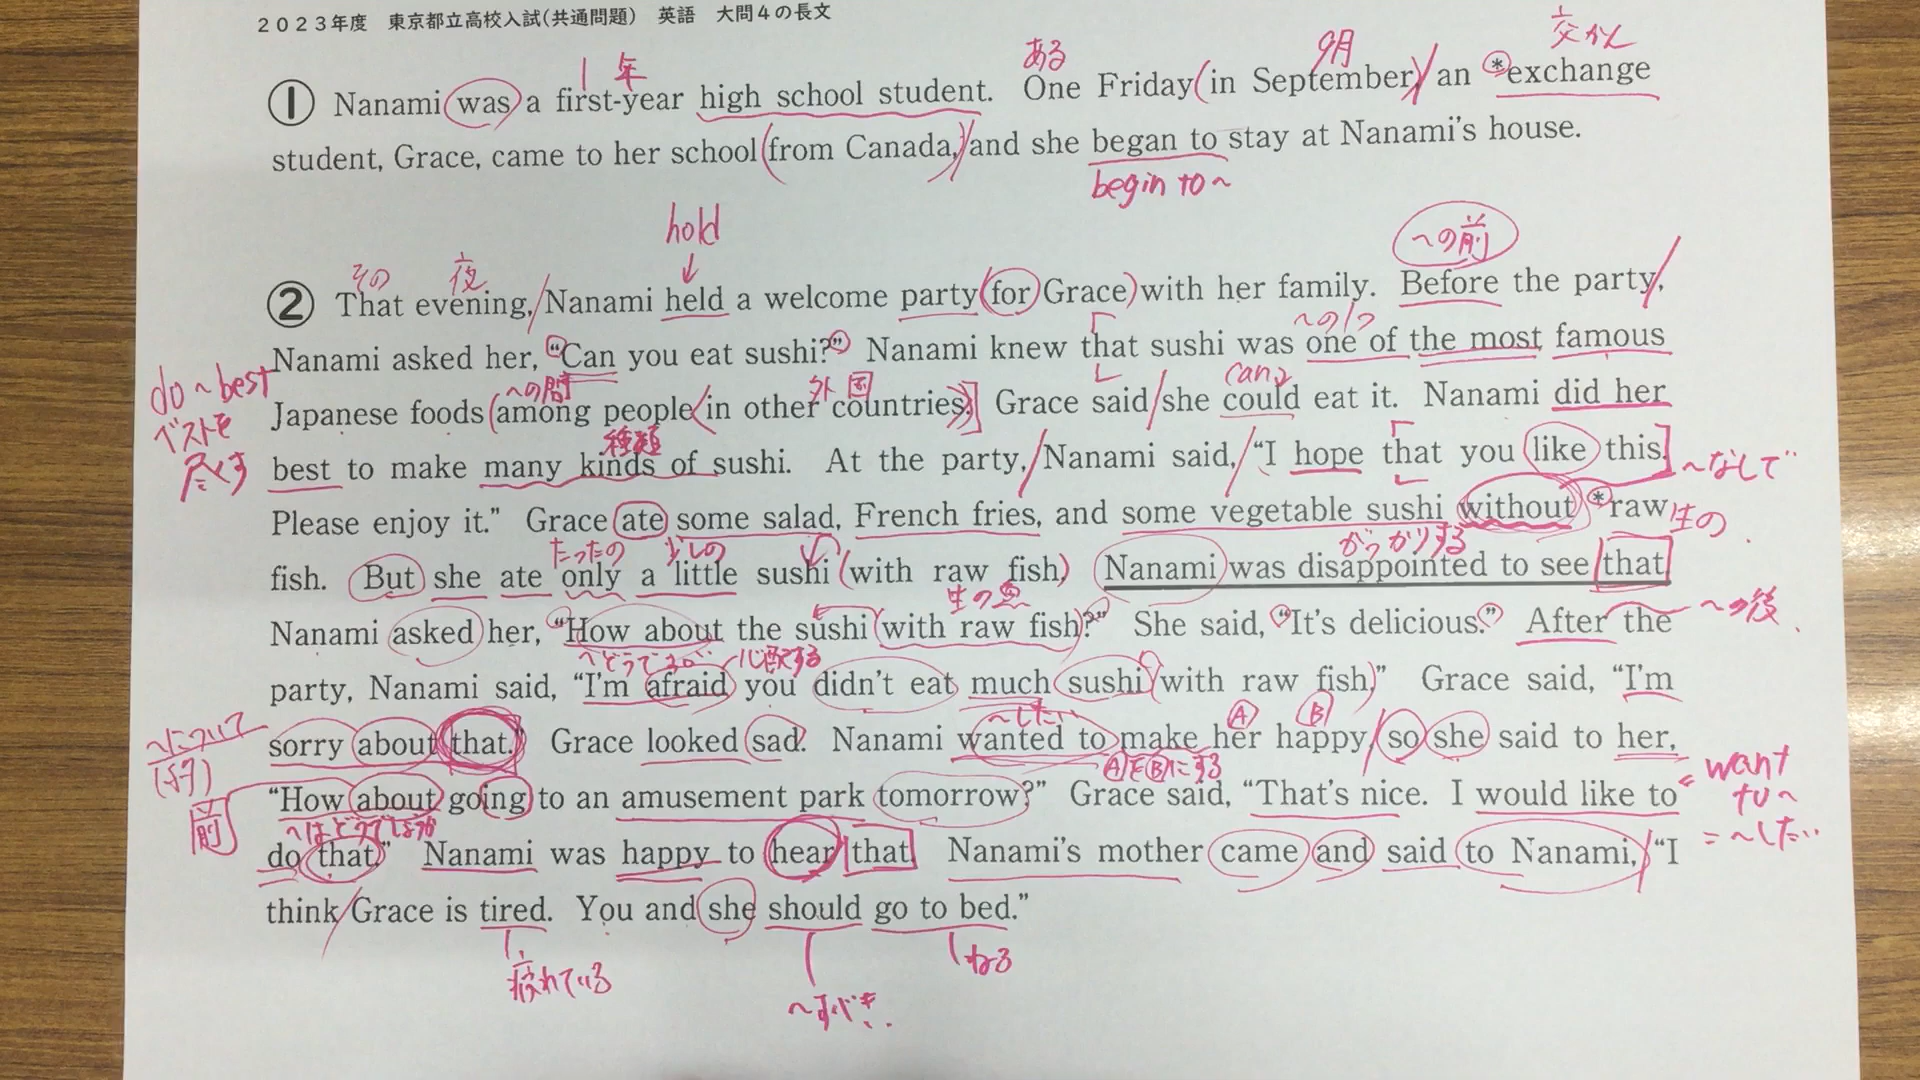 2023年度 東京都立高校入試(共通問題) 英語 大問4の長文
1年 ある 9月 交かん
① Nanami was a first-year high school student. One Friday in September, an *exchange
student, Grace, came to her school from Canada, and she began to stay at Nanami's house.
begin to~
hold
その 夜 ~の前
② That evening, Nanami held a welcome party for Grace with her family. Before the party,
~の1つ
Nanami asked her, “Can you eat sushi?” Nanami knew that sushi was one of the most famous
do~best ~の間 外国 can
Japanese foods among people in other countries. Grace said she could eat it. Nanami did her
ベストを
尽くす 種類
best to make many kinds of sushi. At the party, Nanami said, “I hope that you like this.
~なしで
Please enjoy it.” Grace ate some salad, French fries, and some vegetable sushi without *raw
生の
たったの 少しの がっかりする
fish. But she ate only a little sushi with raw fish. Nanami was disappointed to see that.
生の魚
Nanami asked her, “How about the sushi with raw fish?” She said, “It's delicious.” After the
~の後
~どうですか 心配する
party, Nanami said, “I'm afraid you didn't eat much sushi with raw fish.” Grace said, “I'm
~について
~したい A B
sorry about that.” Grace looked sad. Nanami wanted to make her happy, so she said to her,
AをBにする
“How about going to an amusement park tomorrow?” Grace said, “That's nice. I would like to
want to~
=~したい
前 ~はどうでしょうか
do that.” Nanami was happy to hear that. Nanami's mother came and said to Nanami, “I
think Grace is tired. You and she should go to bed.”
疲れている
~すべき
ねる